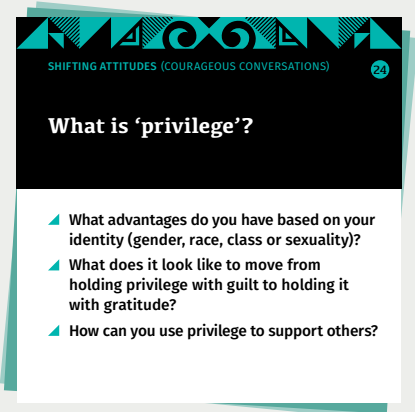 SHIFTING ATTITUDES (COURAGEOUS CONVERSATIONS)
24
What is ‘privilege’?
What advantages do you have based on your
identity (gender, race, class or sexuality)?
What does it look like to move from
holding privilege with guilt to holding it
with gratitude?
How can you use privilege to support others?